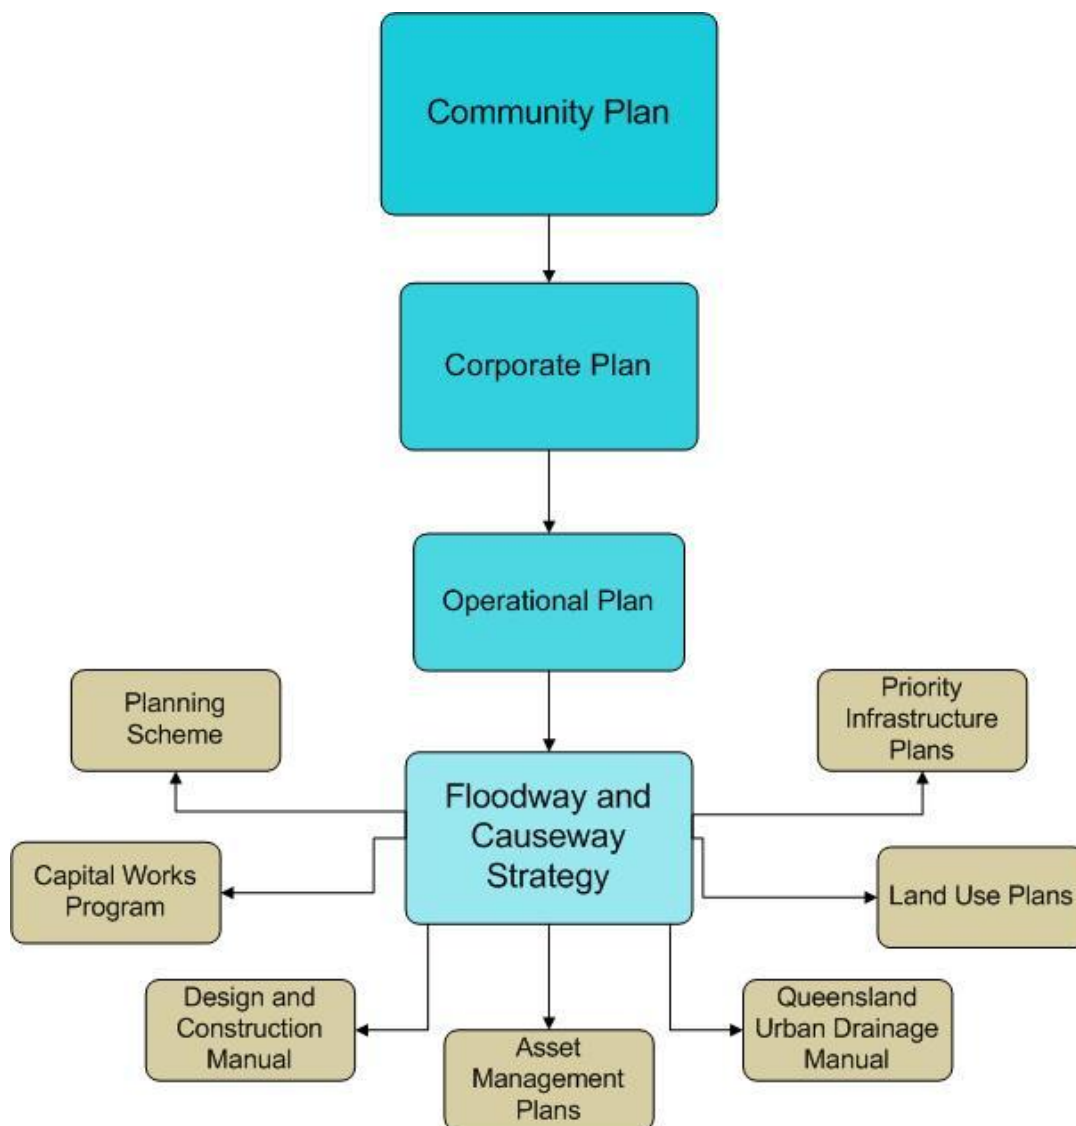 Community Plan
Corporate Plan
Operational Plan
Planning
Scheme
Priority
Infrastructure
Plans
Floodway and
Causeway
Strategy
Capital Works
Program
Land Use Plans
Design and
Construction
Manual
Asset
Management
Plans
Queensland
Urban Drainage
Manual